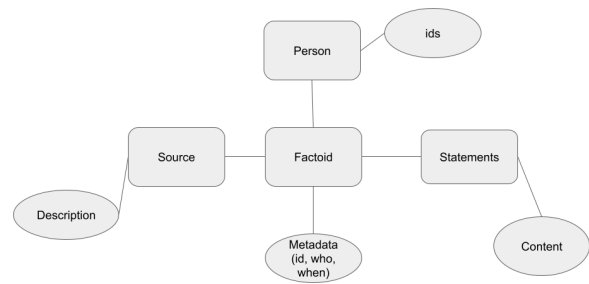 ids
Person
Source
Factoid
Statements
Description
Metadata
(id, who,
when)
Content